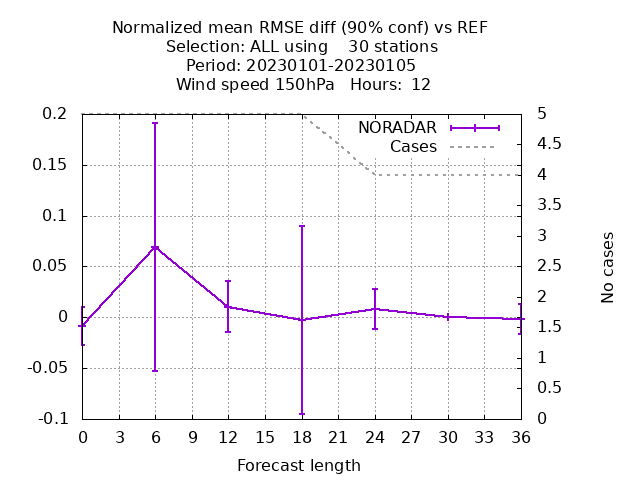 Normalized mean RMSE diff (90% conf) vs REF
Selection: ALL using    30 stations
Period: 20230101-20230105
Wind speed 150hPa   Hours:  12
NORADAR
Cases
0.2
0.15
0.1
0.05
0
-0.05
-0.1
5
4.5
4
3.5
3
2.5
2
1.5
1
0.5
0
No cases
0 3 6 9 12 15 18 21 24 27 30 33 36
Forecast length